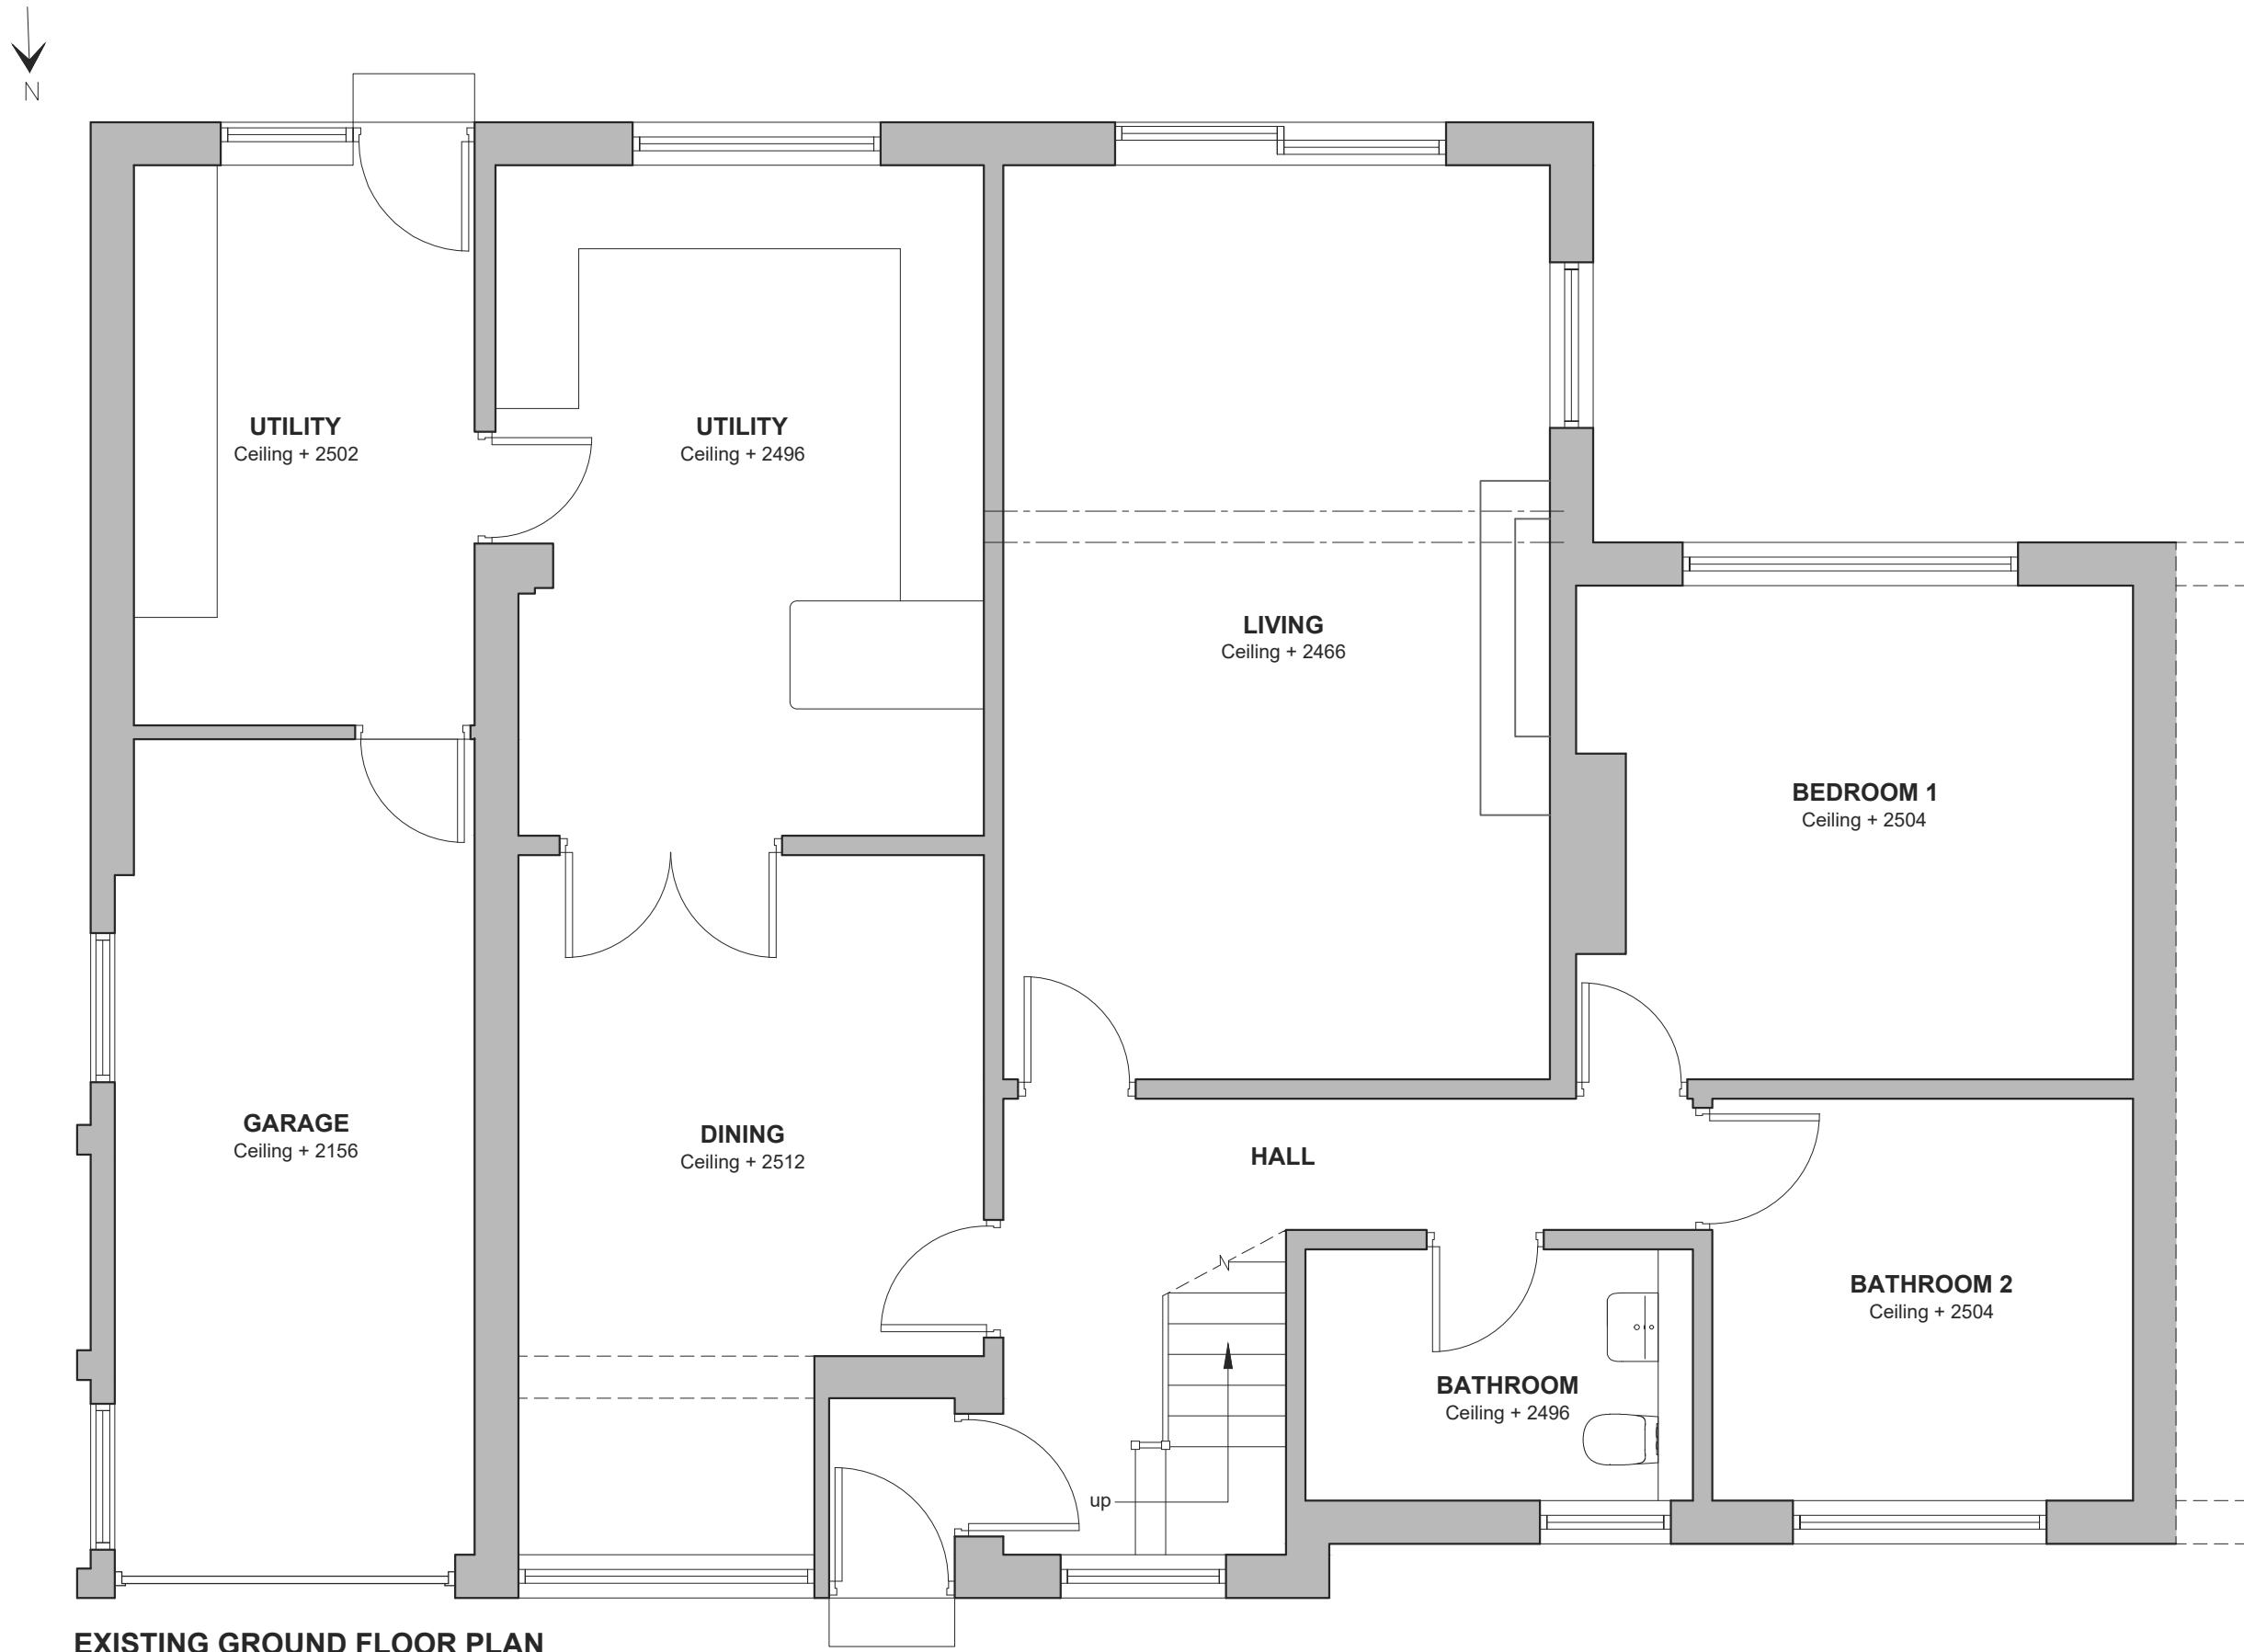 N
UTILITY
Ceiling + 2502
UTILITY
Ceiling + 2496
LIVING
Ceiling + 2466
BEDROOM 1
Ceiling + 2504
GARAGE
Ceiling + 2156
DINING
Ceiling + 2512
HALL
BATHROOM 2
Ceiling + 2504
BATHROOM
Ceiling + 2496
up
EXISTING GROUND FLOOR PLAN